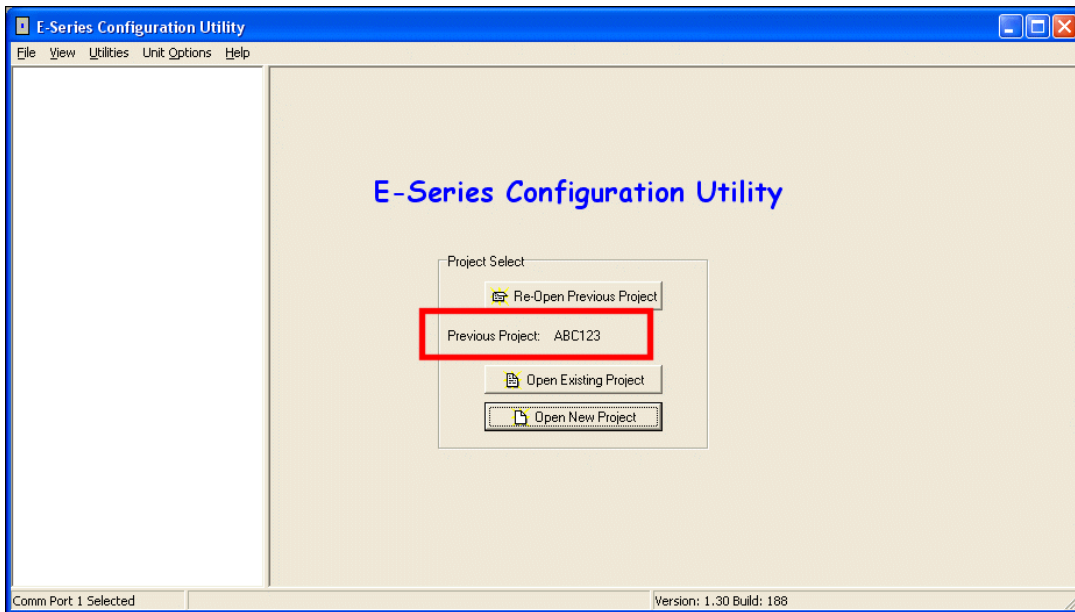 E-Series Configuration Utility
File View Utilities Unit Options Help
E-Series Configuration Utility
Project Select
Re-Open Previous Project
Previous Project: ABC123
Open Existing Project
Open New Project
Comm Port 1 Selected
Version: 1.30 Build: 188